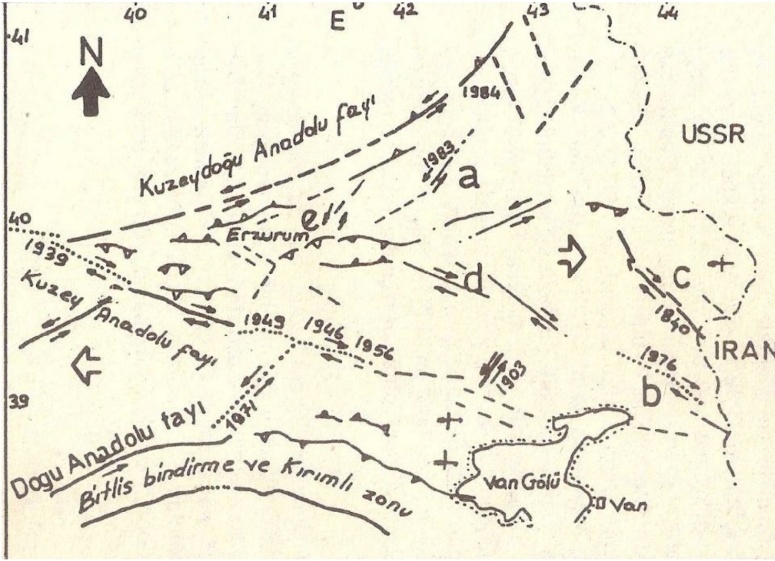 40
41
42
43
44
E
41
N
1984
USSR
Kuzeydoğu Anadolu fayı
1983
a
40
e
Erzurum
1939
d
c
Kuzey Anadolu fayı
1840
1949
1946
1956
İRAN
1976
1903
39
b
1971
Doğu Anadolu fayı
Bitlis bindirme ve Kırımlı zonu
Van Gölü
Van